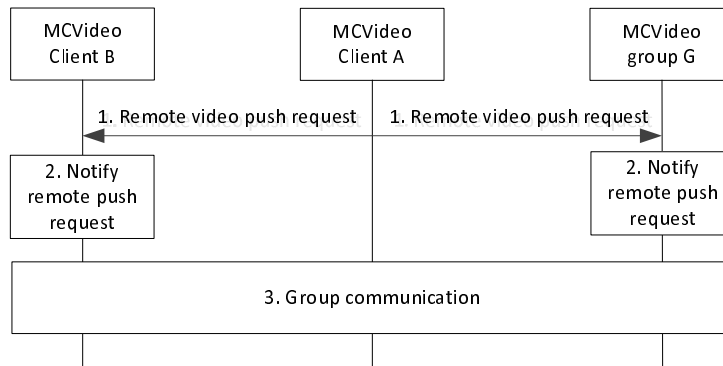 MCVideo
Client B
MCVideo
Client A
MCVideo
group G
1. Remote video push request
1. Remote video push request
2. Notify
remote push
request
2. Notify
remote push
request
3. Group communication